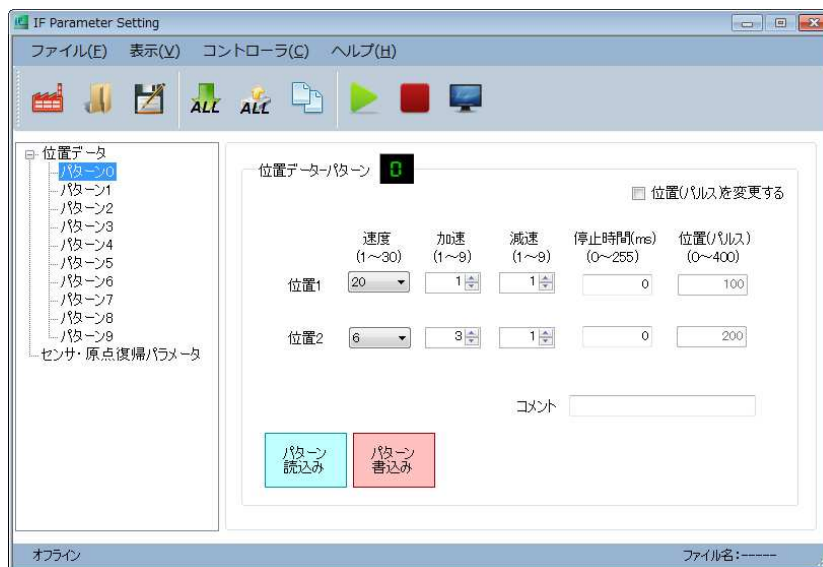 IF Parameter Setting
ファイル(F) 表示(V) コントローラ(C) ヘルプ(H)
ALL ALL
位置データ
パターン0
パターン1
パターン2
パターン3
パターン4
パターン5
パターン6
パターン7
パターン8
パターン9
センサ・原点復帰パラメータ
位置データーパターン 0
位置(パルス)を変更する
速度 加速 減速 停止時間(ms) 位置(パルス)
(1～30) (1～9) (1～9) (0～255) (0～400)
位置1 20 1 1 0 100
位置2 6 3 1 0 200
コメント
パターン
読込み
パターン
書込み
オフライン ファイル名:-----